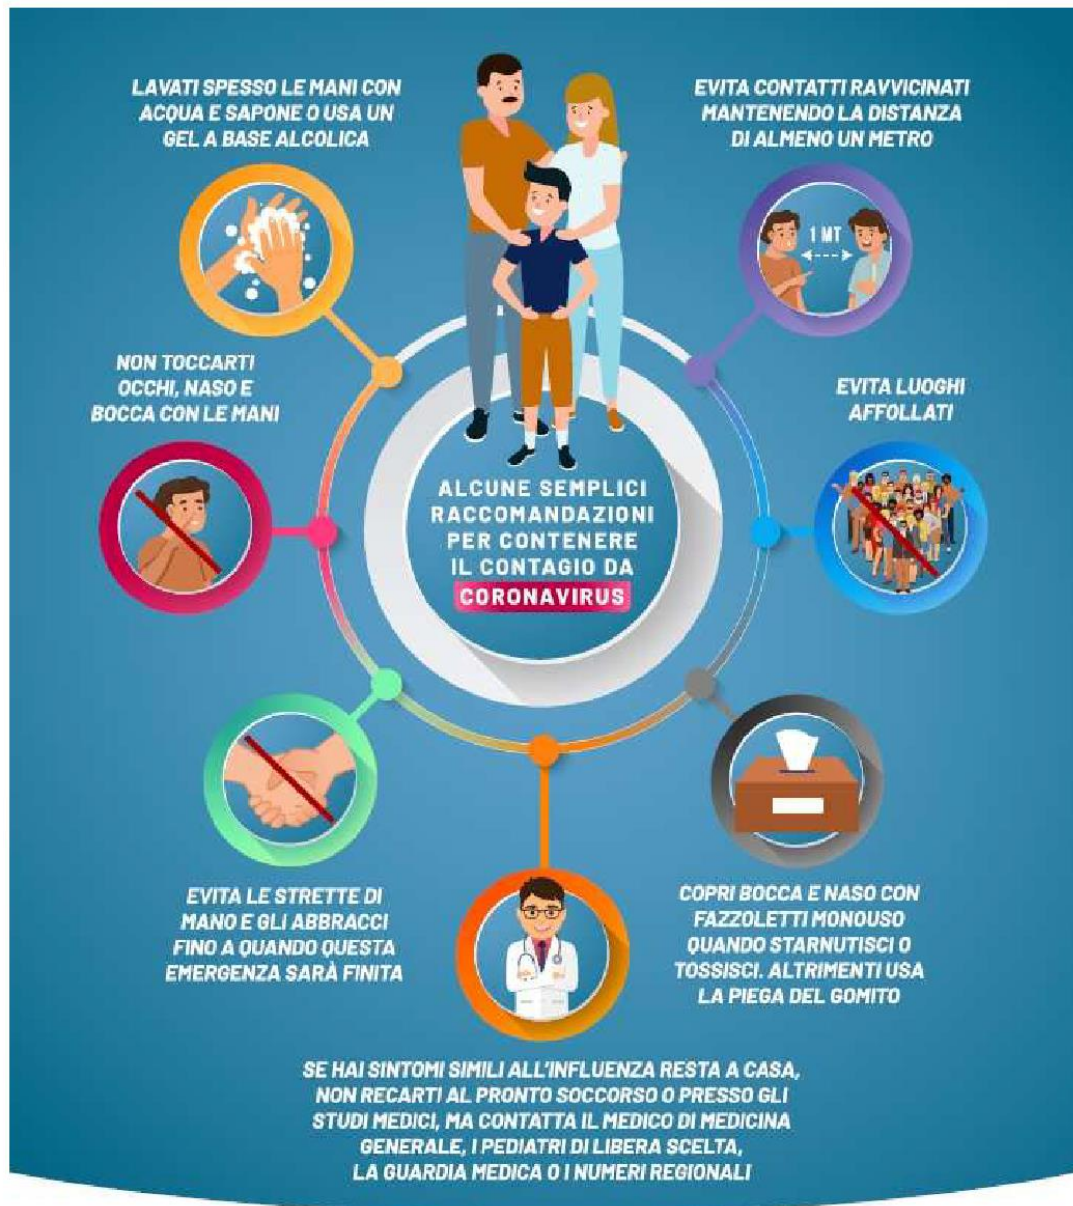 LAVATI SPESSO LE MANI CON
ACQUA E SAPONE O USA UN
GEL A BASE ALCOLICA
EVITA CONTATTI RAVVICINATI
MANTENENDO LA DISTANZA
DI ALMENO UN METRO
1 MT
NON TOCCARTI
OCCHI, NASO E
BOCCA CON LE MANI
EVITA LUOGHI
AFFOLLATI
ALCUNE SEMPLICI
RACCOMANDAZIONI
PER CONTENERE
IL CONTAGIO DA
CORONAVIRUS
EVITA LE STRETTE DI
MANO E GLI ABBRACCI
FINO A QUANDO QUESTA
EMERGENZA SARÀ FINITA
COPRI BOCCA E NASO CON
FAZZOLETTI MONOUSO
QUANDO STARNUTISCI O
TOSSISCI. ALTRIMENTI USA
LA PIEGA DEL GOMITO
SE HAI SINTOMI SIMILI ALL'INFLUENZA RESTA A CASA,
NON RECARTI AL PRONTO SOCCORSO O PRESSO GLI
STUDI MEDICI, MA CONTATTA IL MEDICO DI MEDICINA
GENERALE, I PEDIATRI DI LIBERA SCELTA,
LA GUARDIA MEDICA O I NUMERI REGIONALI